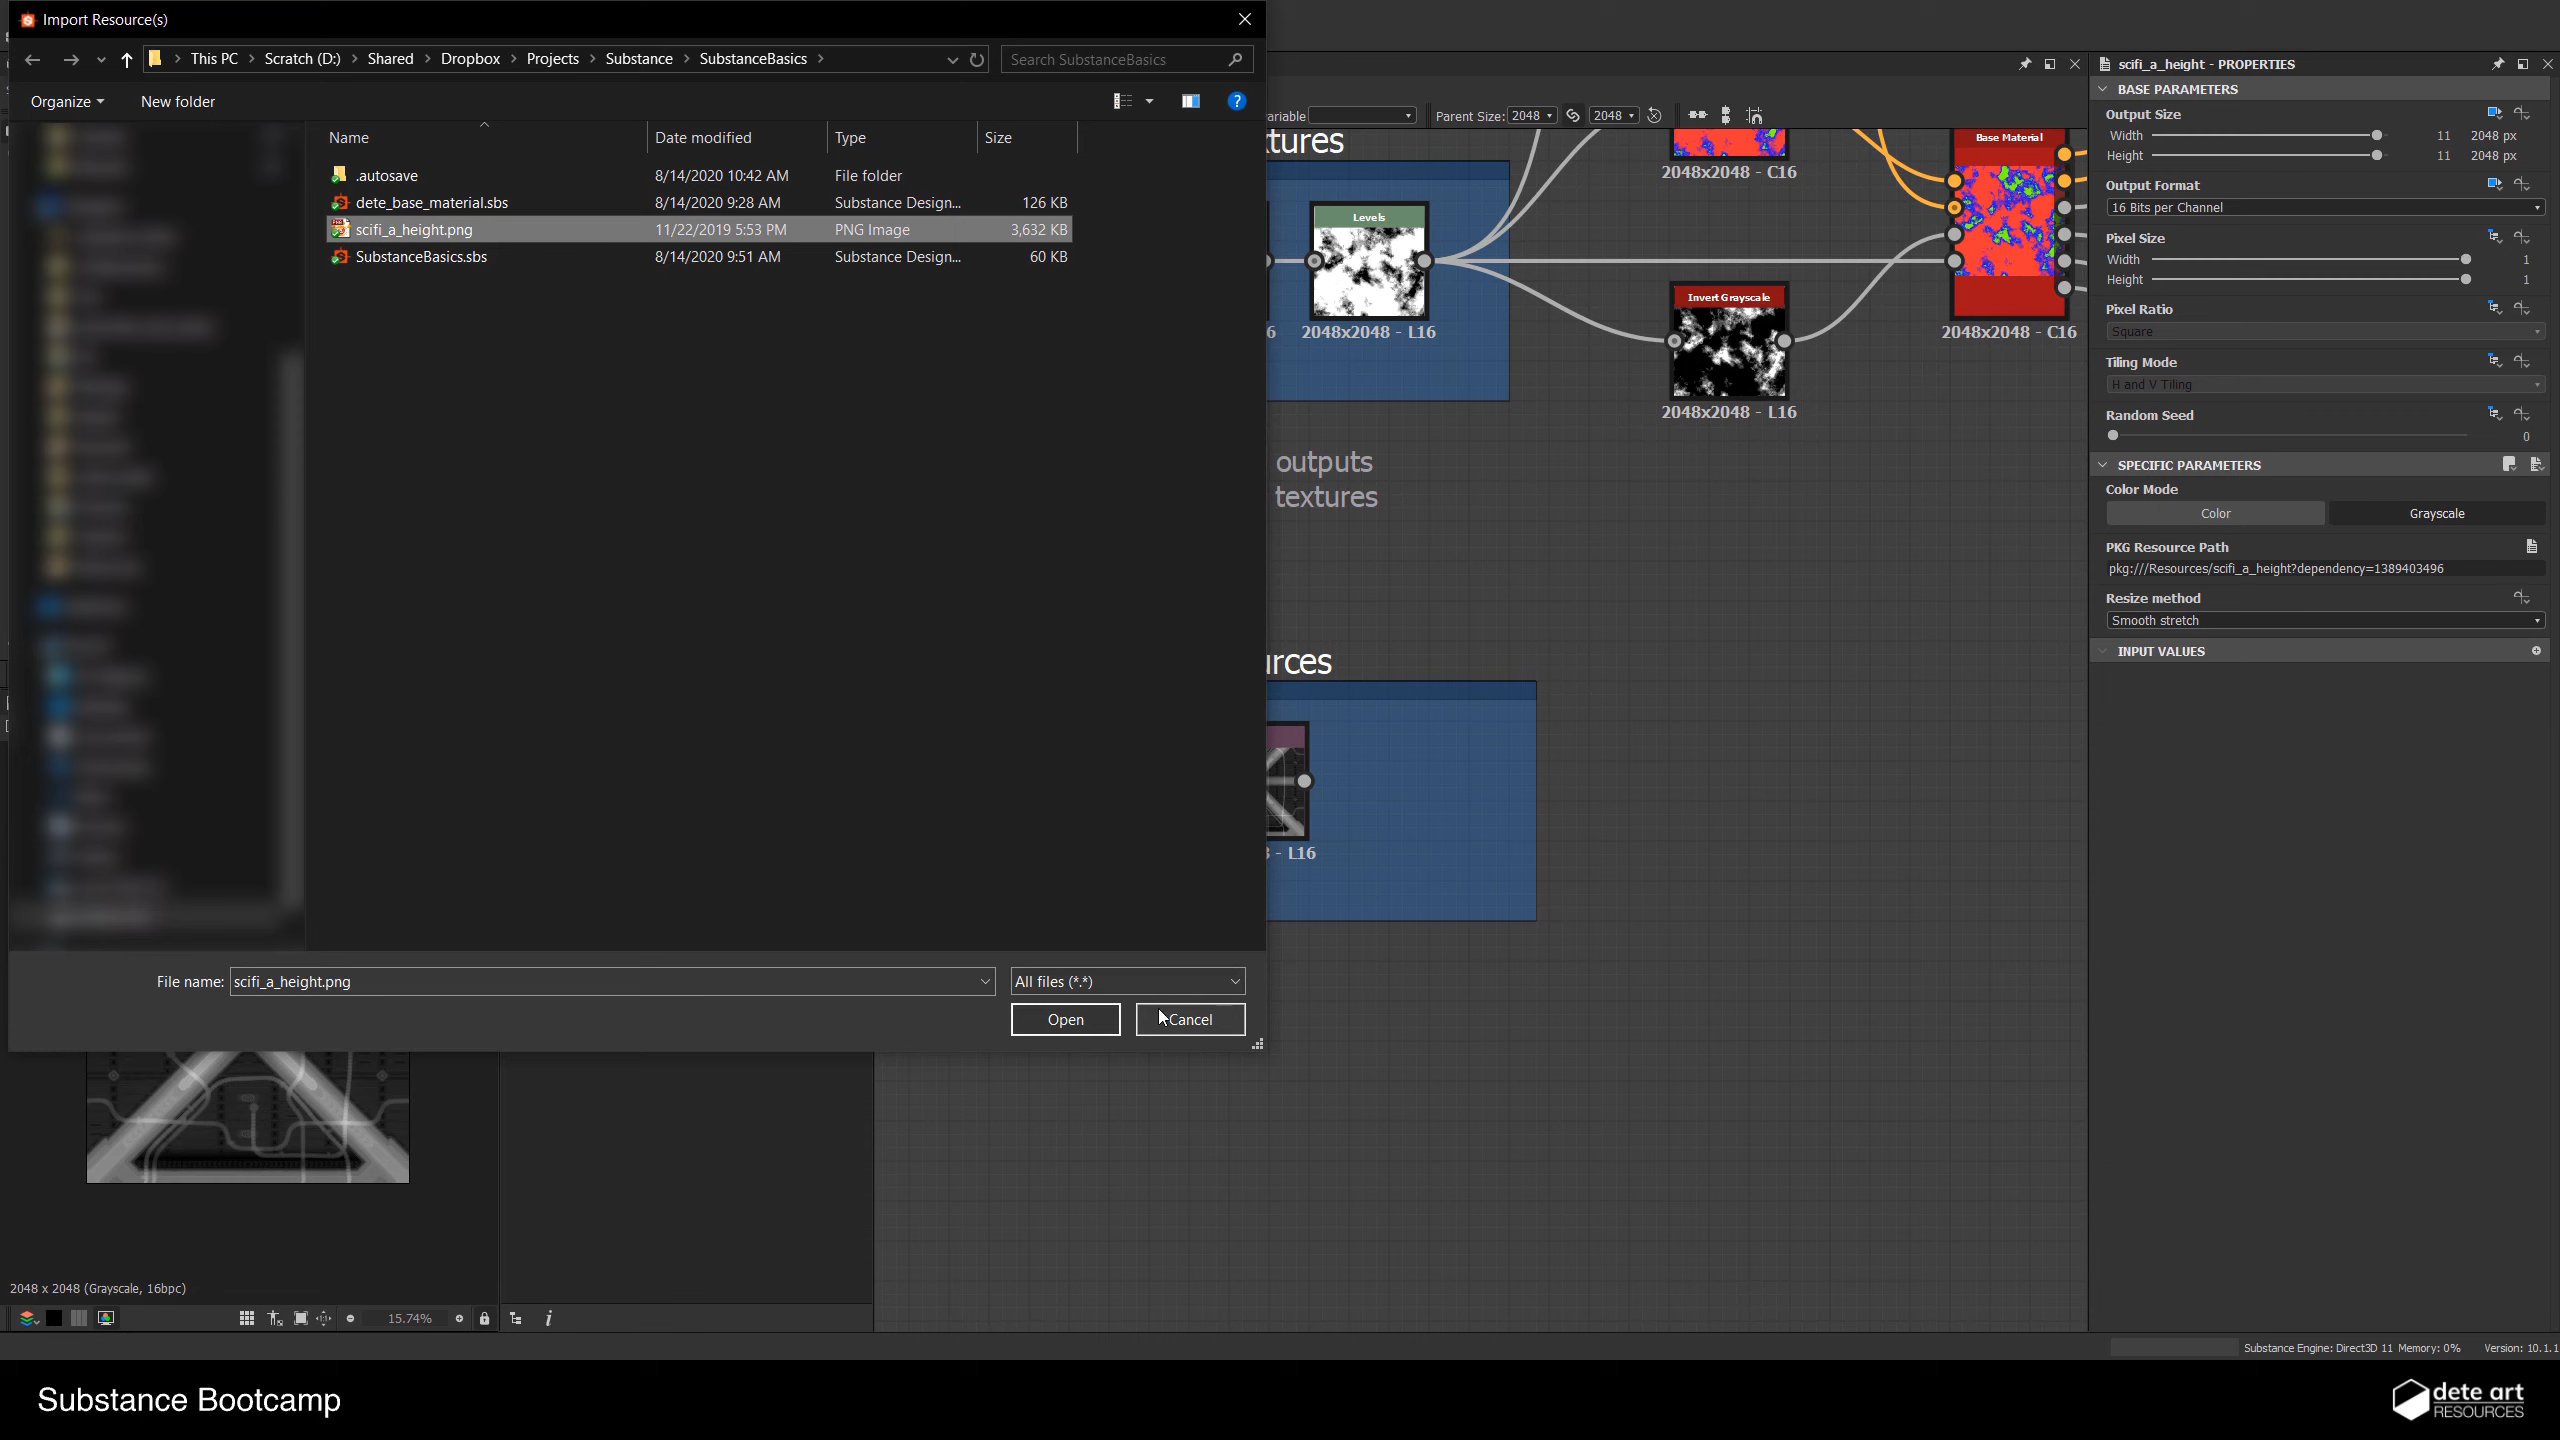 Import Resource(s)
This PC > Scratch (D:) > Shared > Dropbox > Projects > Substance > SubstanceBasics >
Search SubstanceBasics
Organize
New folder
?
Name
Date modified
Type
Size
.autosave
8/14/2020 10:42 AM
File folder
dete_base_material.sbs
8/14/2020 9:28 AM
Substance Design...
126 KB
scifi_a_height.png
11/22/2019 5:53 PM
PNG Image
3,632 KB
SubstanceBasics.sbs
8/14/2020 9:51 AM
Substance Design...
60 KB
File name:
scifi_a_height.png
All files (*.*)
Open
Cancel
ariable
Parent Size:
2048
2048
tures
Levels
2048x2048 - L16
2048x2048 - C16
Invert Grayscale
2048x2048 - L16
Base Material
2048x2048 - C16
outputs
textures
urces
- L16
scifi_a_height - PROPERTIES
BASE PARAMETERS
Output Size
Width
11
2048 px
Height
11
2048 px
Output Format
16 Bits per Channel
Pixel Size
Width
1
Height
1
Pixel Ratio
Square
Tiling Mode
H and V Tiling
Random Seed
0
SPECIFIC PARAMETERS
Color Mode
Color
Grayscale
PKG Resource Path
pkg:///Resources/scifi_a_height?dependency=1389403496
Resize method
Smooth stretch
INPUT VALUES
2048 x 2048 (Grayscale, 16bpc)
15.74%
Substance Engine: Direct3D 11 Memory: 0%
Version: 10.1.1
Substance Bootcamp
dete art
RESOURCES